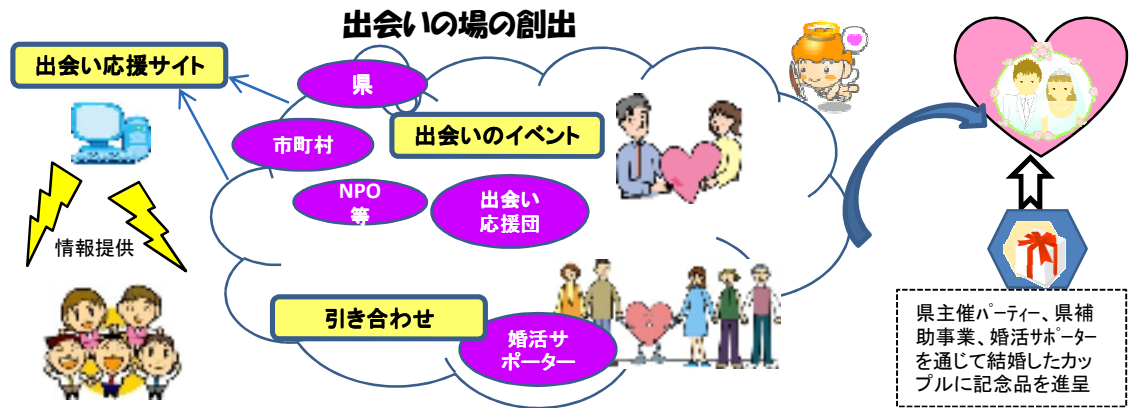 出会いの場の創出
出会い応援サイト
県
市町村
出会いのイベント
NPO
等
出会い
応援団
情報提供
引き合わせ
婚活サ
ポーター
県主催パーティー、県補
助事業、婚活サポーター
を通じて結婚したカッ
プルに記念品を進呈